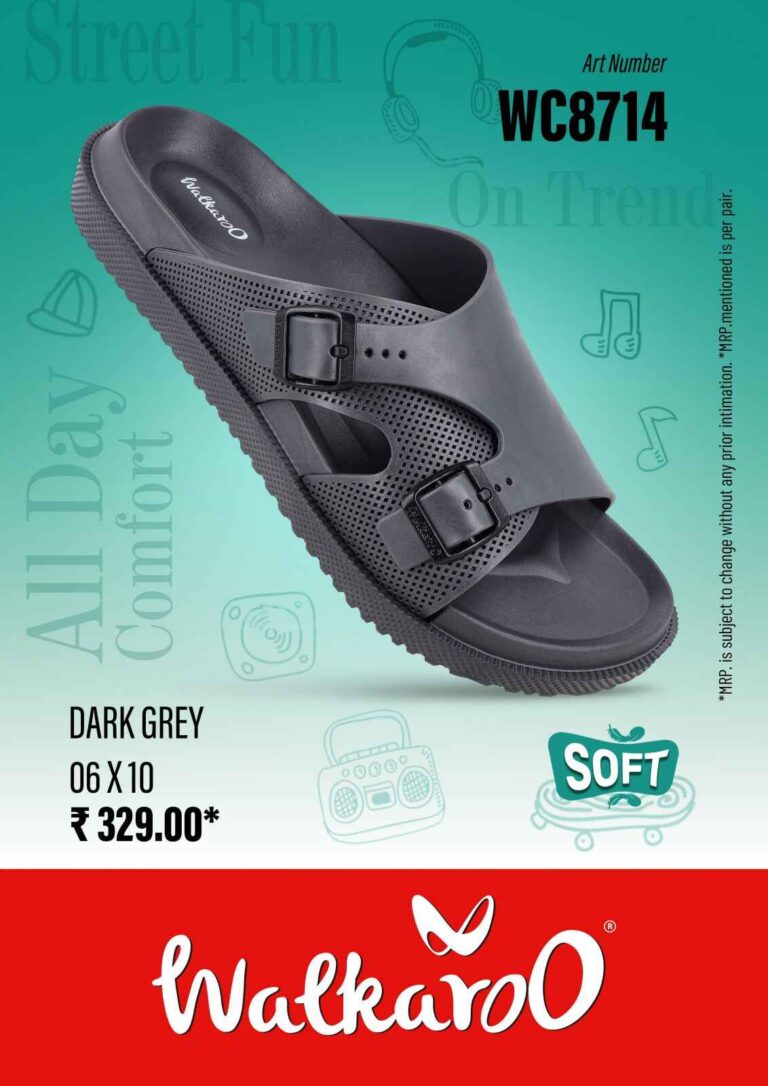 Street Fun
Art Number
WC8714
On Trend
WalkaroO
All Day
Comfort
*MRP. is subject to change without any prior intimation. *MRP.mentioned is per pair.
DARK GREY
06 X 10
₹ 329.00*
SOFT
WalkaroO®